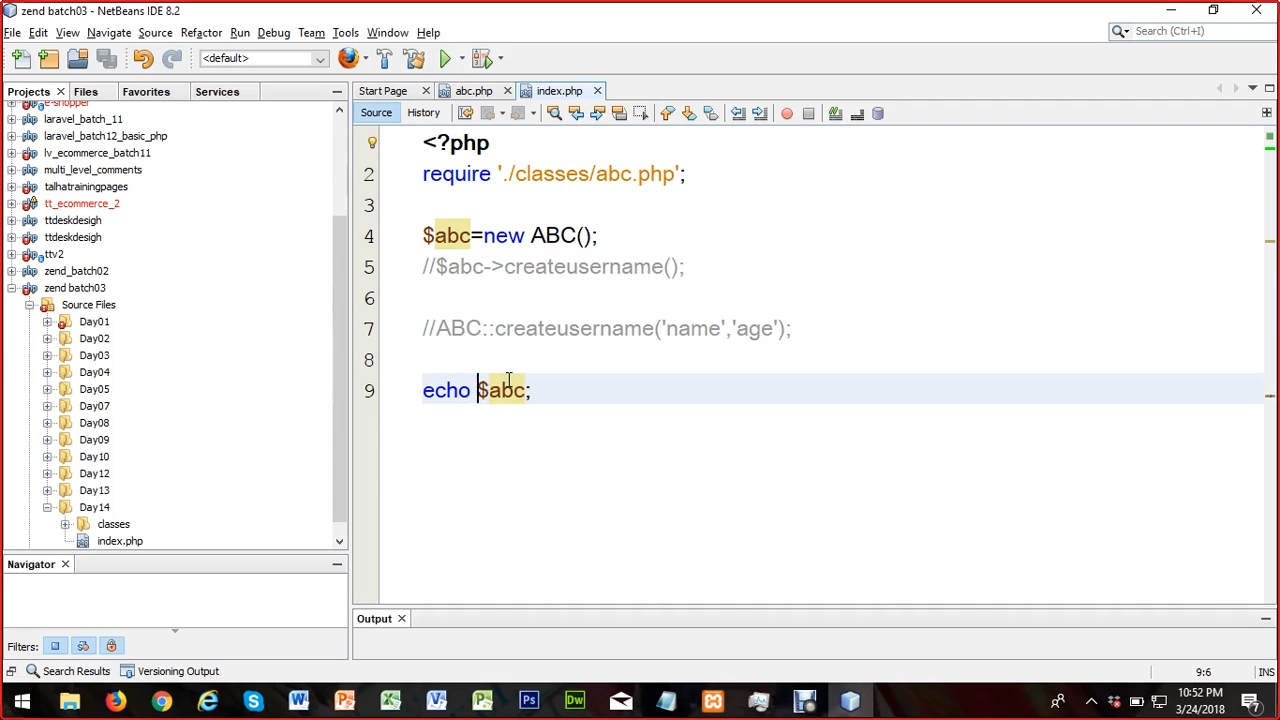 zend batch03 - NetBeans IDE 8.2
File Edit View Navigate Source Refactor Run Debug Team Tools Window Help
Search (Ctrl+I)
<default>
Projects Files Favorites Services
Start Page abc.php index.php
Source History
e-shopper
laravel_batch_11
laravel_batch12_basic_php
lv_ecommerce_batch11
multi_level_comments
talhatrainingpages
tt_ecommerce_2
ttdeskdesigh
ttdeskdesigh
ttv2
zend_batch02
zend batch03
Source Files
Day01
Day02
Day03
Day04
Day05
Day07
Day08
Day09
Day10
Day12
Day13
Day14
classes
index.php
<?php
2 require './classes/abc.php';
3
4 $abc=new ABC();
5 //$abc->createusername();
6
7 //ABC::createusername('name','age');
8
9 echo $abc;
Navigator
Filters:
Output
Search Results Versioning Output
9:6 INS
10:52 PM
3/24/2018
7